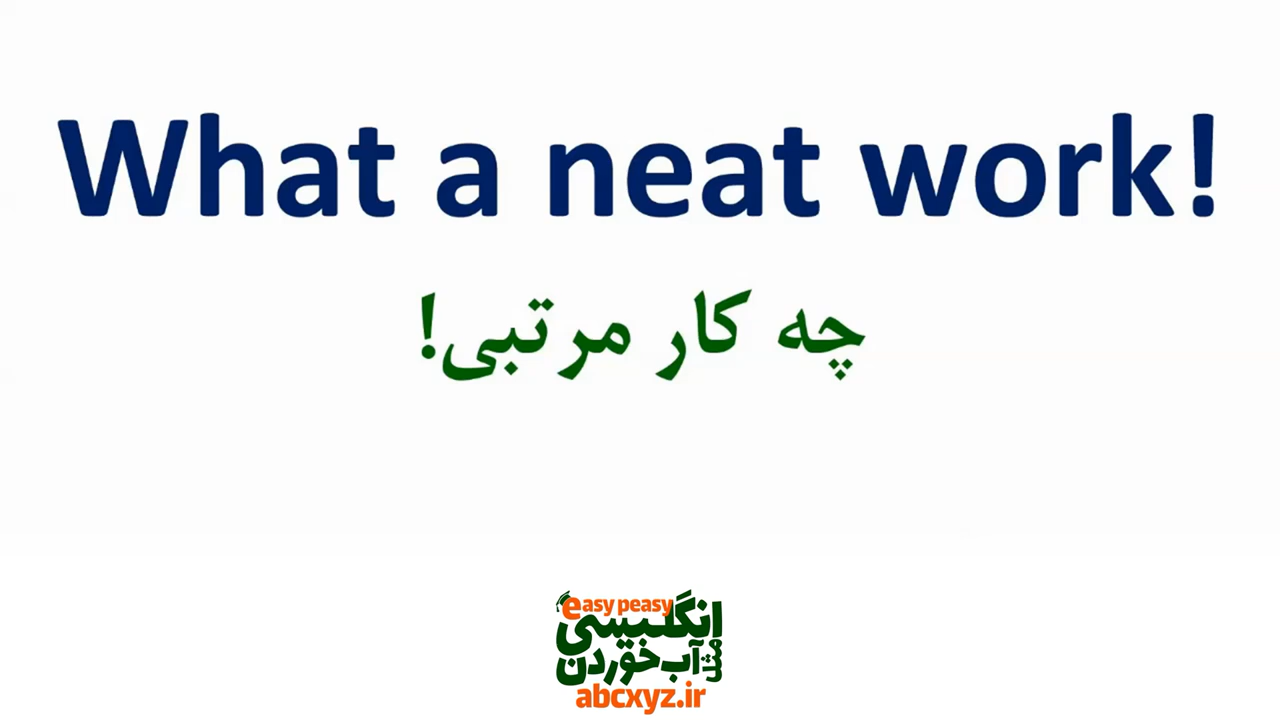 What a neat work!
چه کار مرتبی!
easy peasy
انگلیسی
مثل آب خوردن
abcxyz.ir